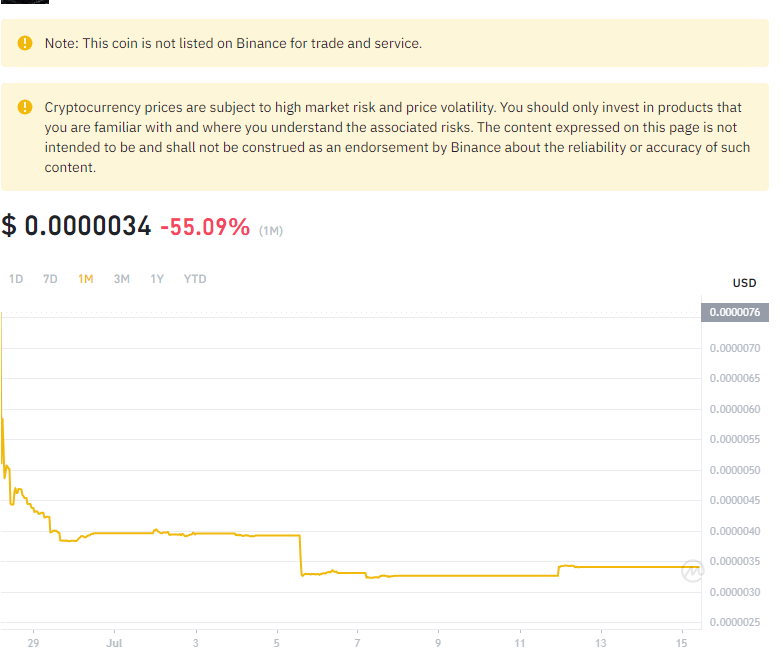 Note: This coin is not listed on Binance for trade and service.
Cryptocurrency prices are subject to high market risk and price volatility. You should only invest in products that
you are familiar with and where you understand the associated risks. The content expressed on this page is not
intended to be and shall not be construed as an endorsement by Binance about the reliability or accuracy of such
content.
$ 0.0000034 -55.09% (1M)
1D 7D 1M 3M 1Y YTD
USD
0.0000076
0.0000070
0.0000065
0.0000060
0.0000055
0.0000050
0.0000045
0.0000040
0.0000035
0.0000030
0.0000025
29 Jul 3 5 7 9 11 13 15